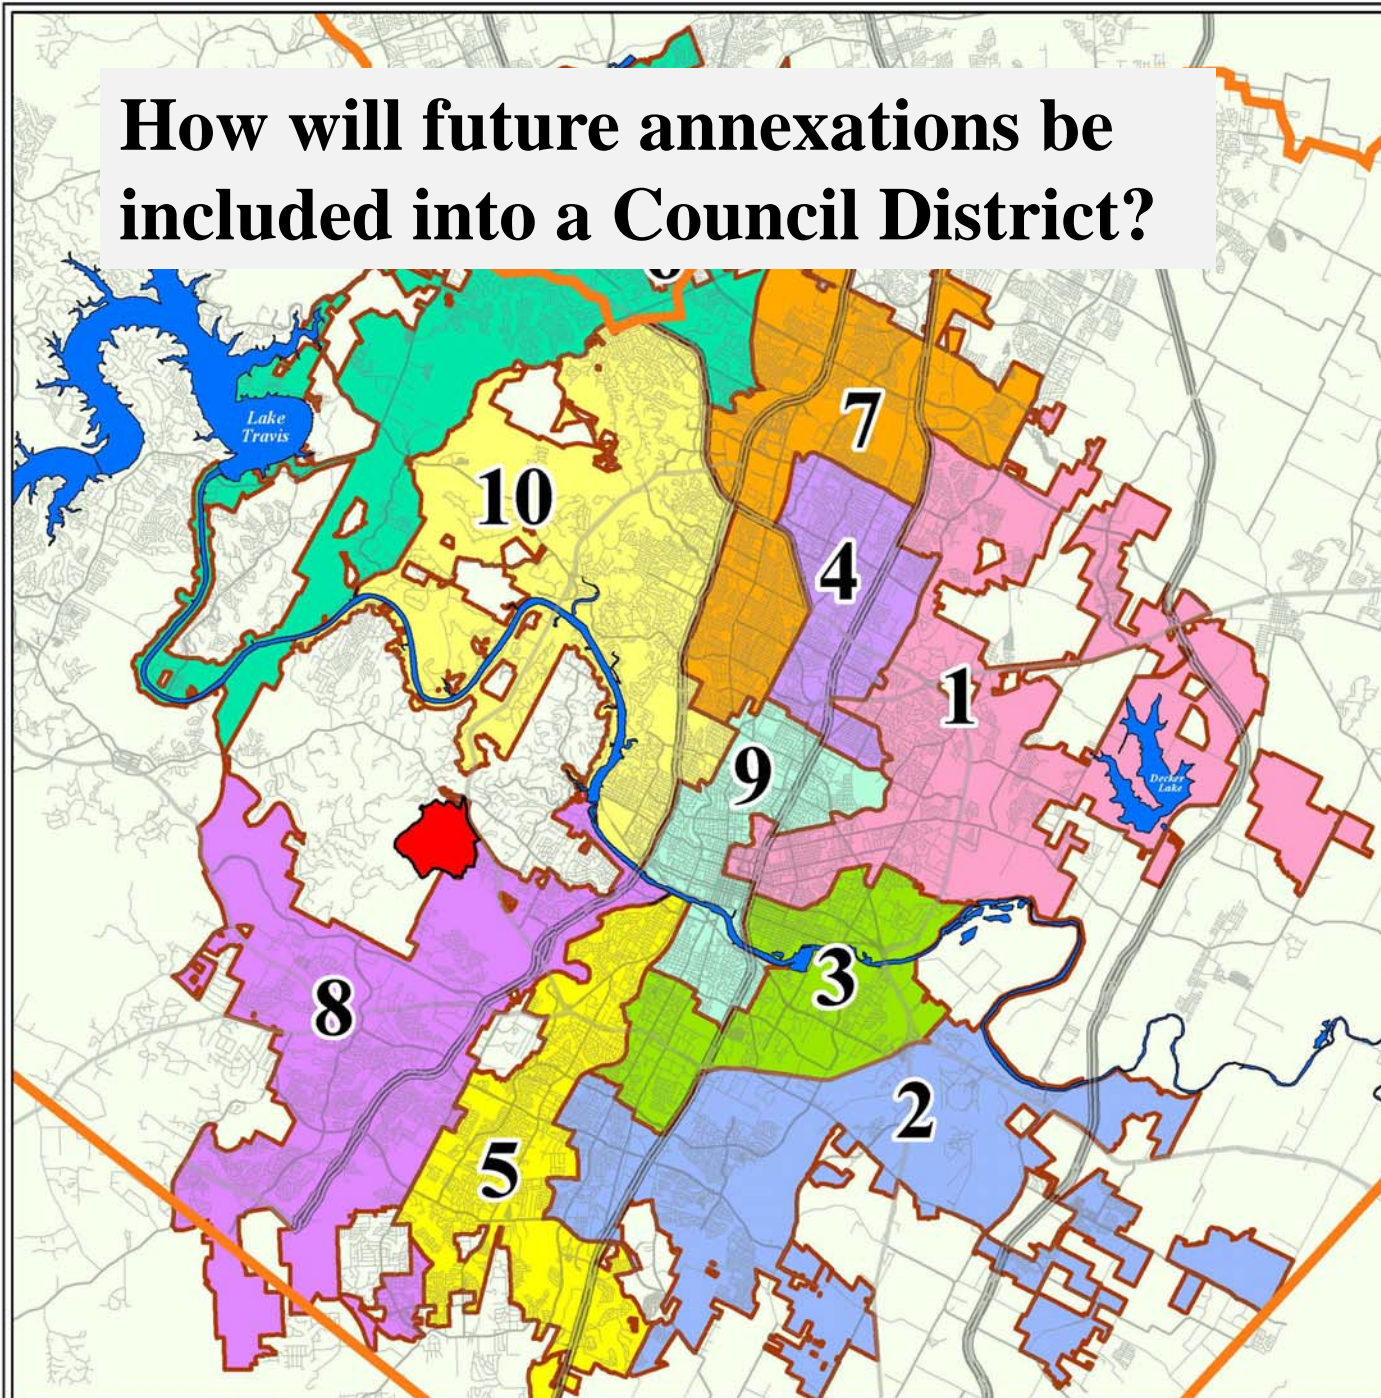 How will future annexations be
included into a Council District?
Lake
Travis
7
10
4
1
9
Decker
Lake
3
8
2
5